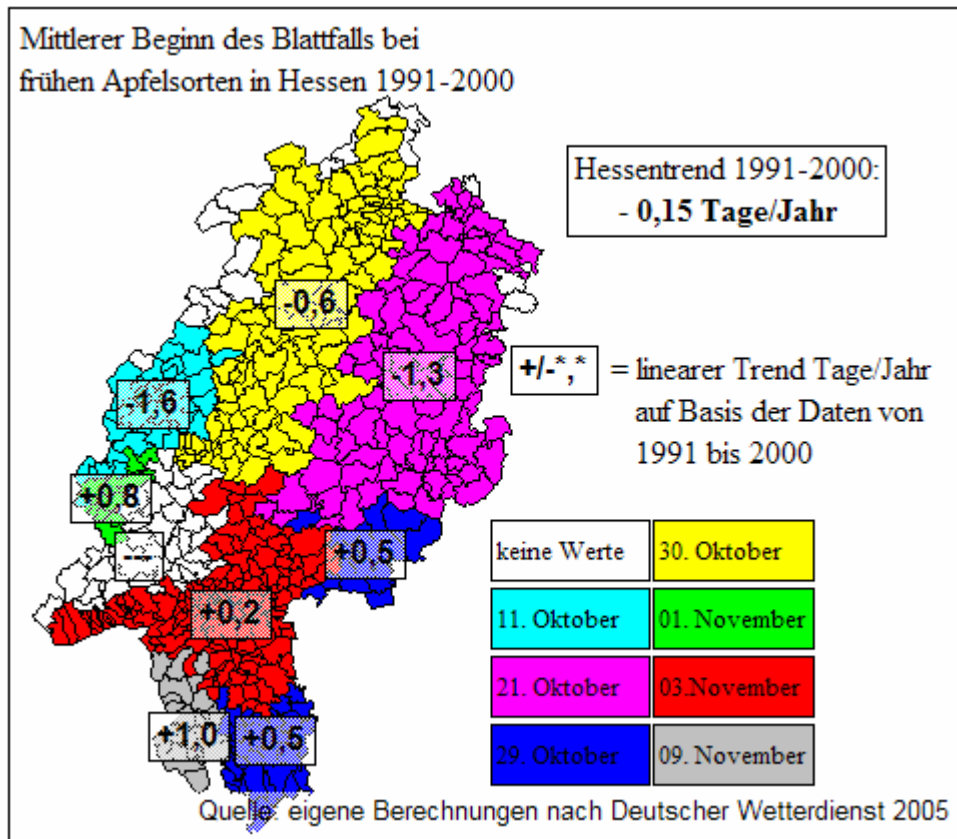 Mittlerer Beginn des Blattfalls bei
frühen Apfelsorten in Hessen 1991-2000
Hessentrend 1991-2000:
- 0,15 Tage/Jahr
-0,6
-1,3
+/-*,* = linearer Trend Tage/Jahr
auf Basis der Daten von
1991 bis 2000
-1,6
+0,8
---
+0,5
+0,2
+1,0
+0,5
keine Werte
30. Oktober
11. Oktober
01. November
21. Oktober
03.November
29. Oktober
09. November
Quelle: eigene Berechnungen nach Deutscher Wetterdienst 2005